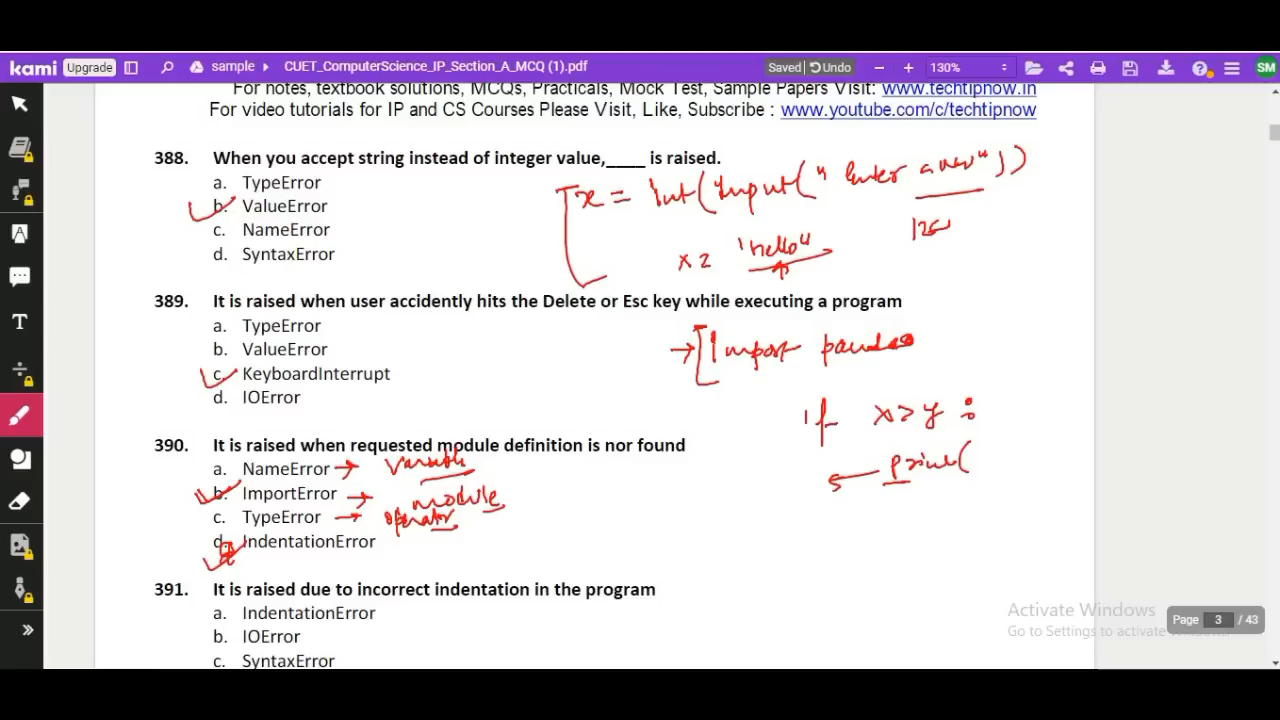 kami Upgrade sample CUET_ComputerScience_IP_Section_A_MCQ (1).pdf Saved Undo 130% SM
For notes, textbook solutions, MCQs, Practicals, Mock Test, Sample Papers Visit: www.techtipnow.in
For video tutorials for IP and CS Courses Please Visit, Like, Subscribe : www.youtube.com/c/techtipnow
388. When you accept string instead of integer value,____ is raised.
a. TypeError
b. ValueError
c. NameError
d. SyntaxError
x = int(input("Enter a no"))
"hello"
389. It is raised when user accidently hits the Delete or Esc key while executing a program
a. TypeError
b. ValueError
c. KeyboardInterrupt
d. IOError
import pandas
if x>y :
print(
390. It is raised when requested module definition is nor found
a. NameError → variable
b. ImportError → module
c. TypeError → operator
d. IndentationError
391. It is raised due to incorrect indentation in the program
a. IndentationError
b. IOError
c. SyntaxError
Activate Windows
Go to Settings to activate Windows.
Page 3 / 43